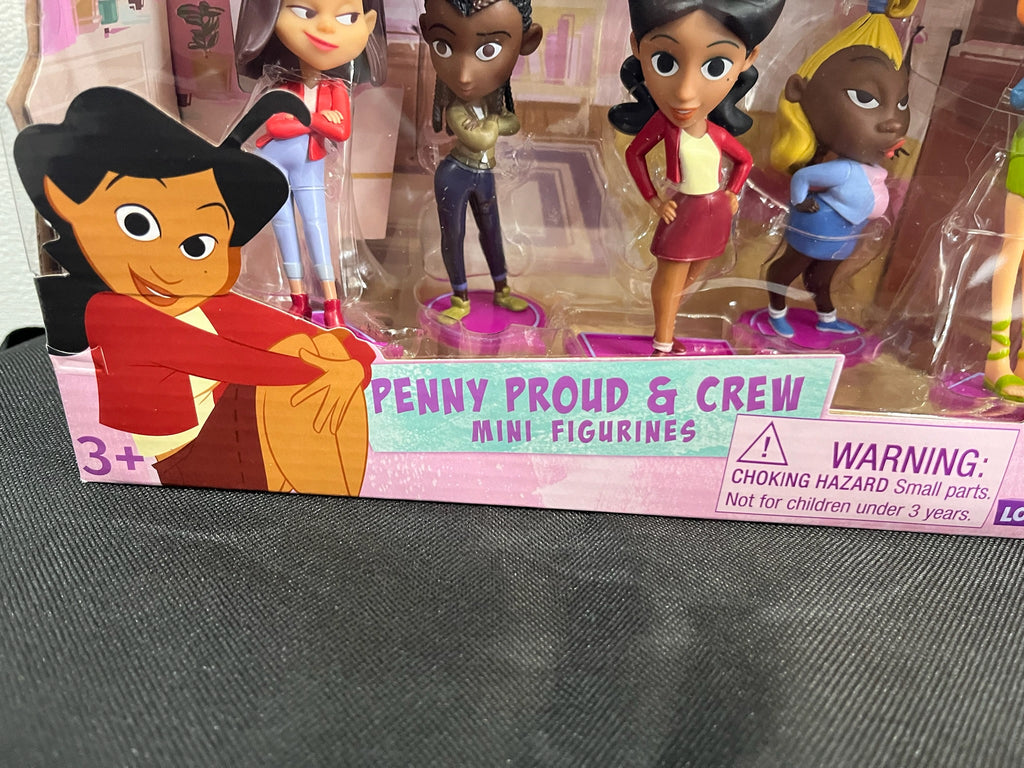 PENNY PROUD & CREW
MINI FIGURINES
3+
WARNING:
CHOKING HAZARD Small parts.
Not for children under 3 years.